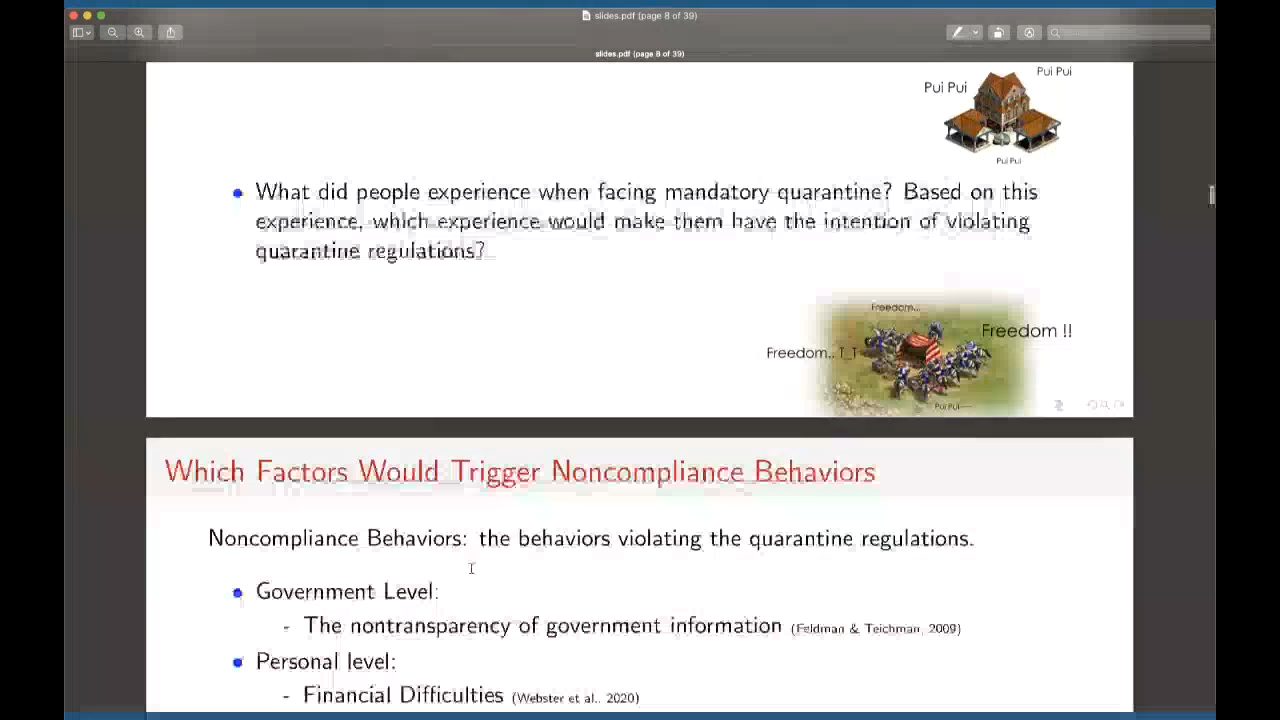 slides.pdf (page 8 of 39)
slides.pdf (page 8 of 39)
Pui Pui
Pui Pui
Pui Pui
What did people experience when facing mandatory quarantine? Based on this
experience, which experience would make them have the intention of violating
quarantine regulations?
Freedom...
Freedom !!
Freedom.. T_T
Pui Pui
Which Factors Would Trigger Noncompliance Behaviors
Noncompliance Behaviors: the behaviors violating the quarantine regulations.
Government Level:
- The nontransparency of government information (Feldman & Teichman, 2009)
Personal level:
- Financial Difficulties (Webster et al., 2020)